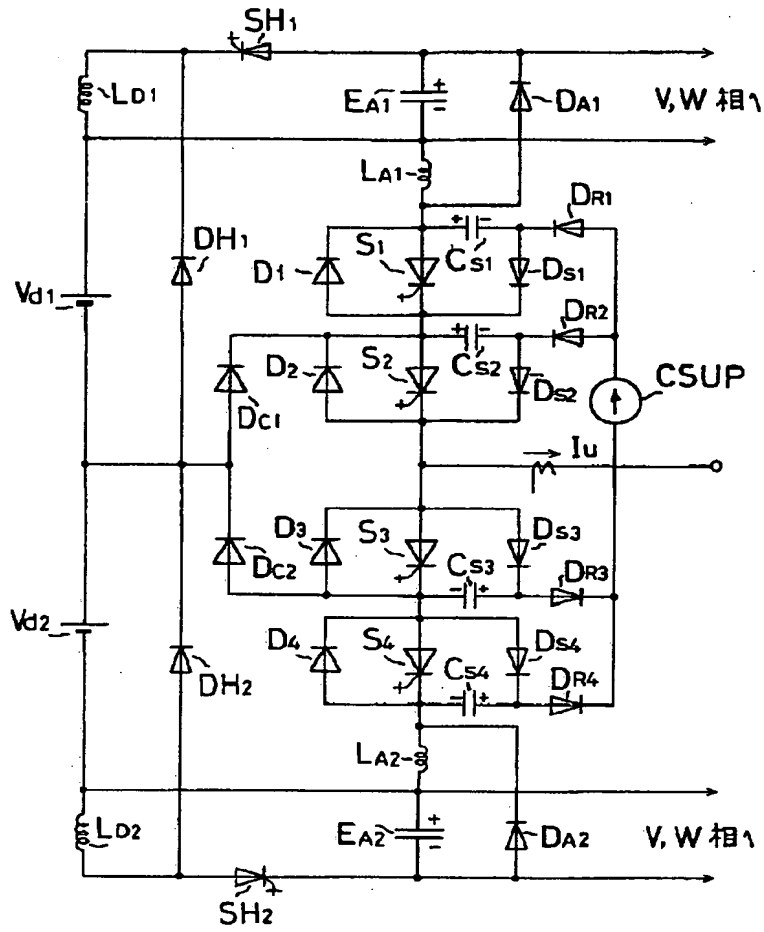 SH1
LD1
EA1
DA1
V, W 相へ
LA1
DR1
DH1
S1
CS1
D1
DS1
Vd1
DR2
D2
S2
CS2
DS2
CSUP
DC1
Iu
D3
S3
DS3
DC2
CS3
DR3
Vd2
D4
S4
DS4
DH2
CS4
DR4
LA2
LD2
EA2
DA2
V, W 相へ
SH2